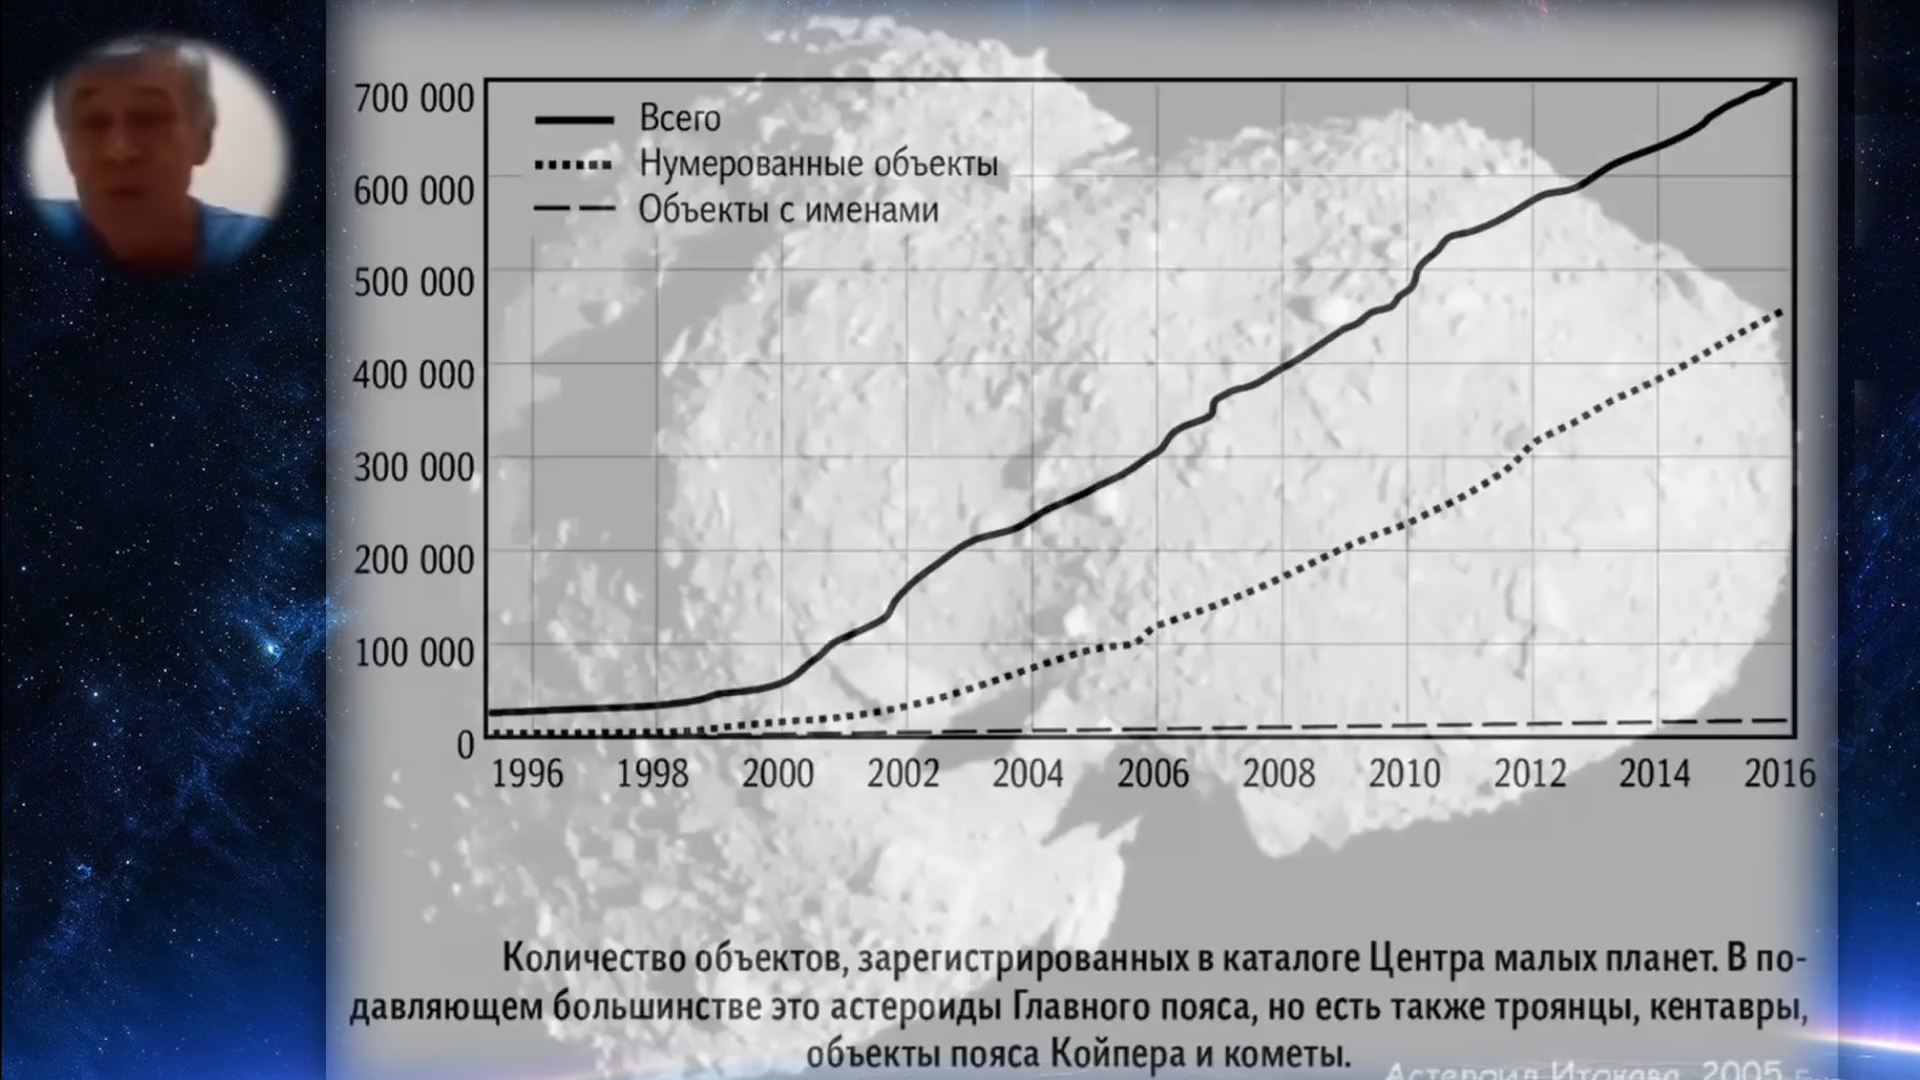 700 000
600 000
500 000
400 000
300 000
200 000
100 000
0
Всего
Нумерованные объекты
Объекты с именами
1996 1998 2000 2002 2004 2006 2008 2010 2012 2014 2016
Количество объектов, зарегистрированных в каталоге Центра малых планет. В по-
давляющем большинстве это астероиды Главного пояса, но есть также троянцы, кентавры,
объекты пояса Койпера и кометы.
Астероид Итокава, 2005 г.